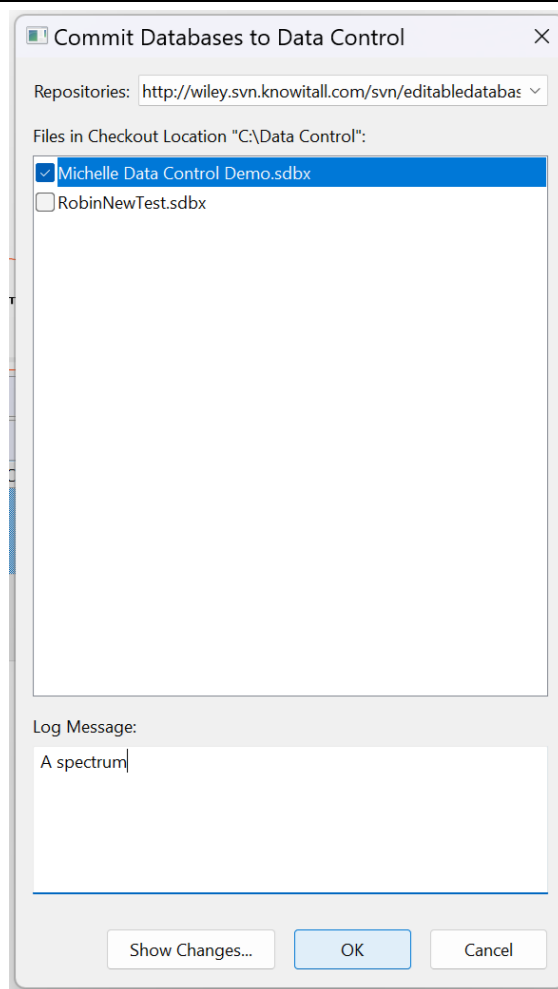 Commit Databases to Data Control
Repositories: http://wiley.svn.knowitall.com/svn/editabledatabas
Files in Checkout Location "C:\Data Control":
Michelle Data Control Demo.sdbx
RobinNewTest.sdbx
Log Message:
A spectrum
Show Changes... OK Cancel